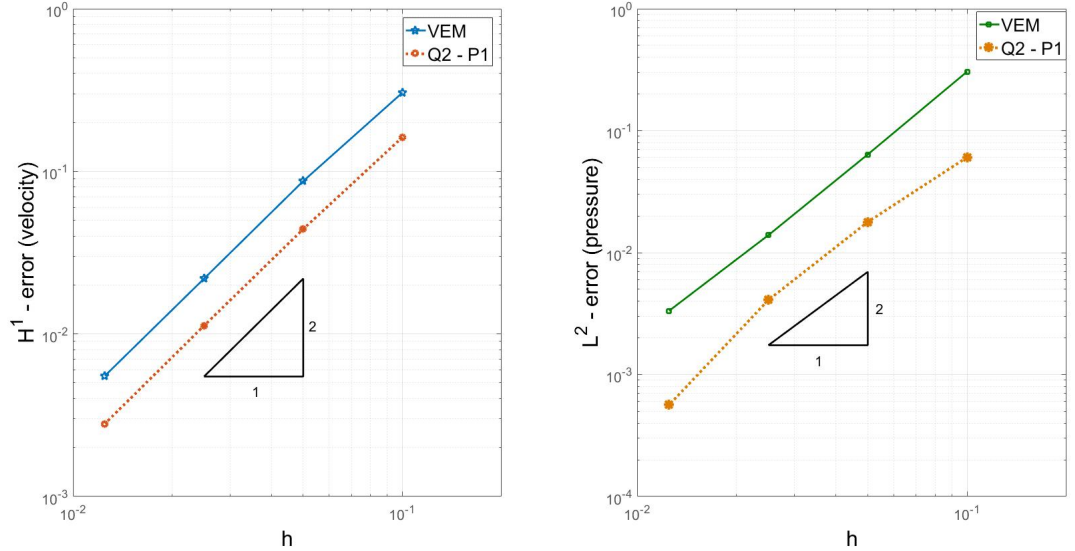 10^0
VEM
Q2 - P1
10^-1
H^1 - error (velocity)
2
10^-2
1
10^-3
10^-2
10^-1
h
10^0
VEM
Q2 - P1
10^-1
10^-2
L^2 - error (pressure)
2
1
10^-3
10^-4
10^-2
10^-1
h